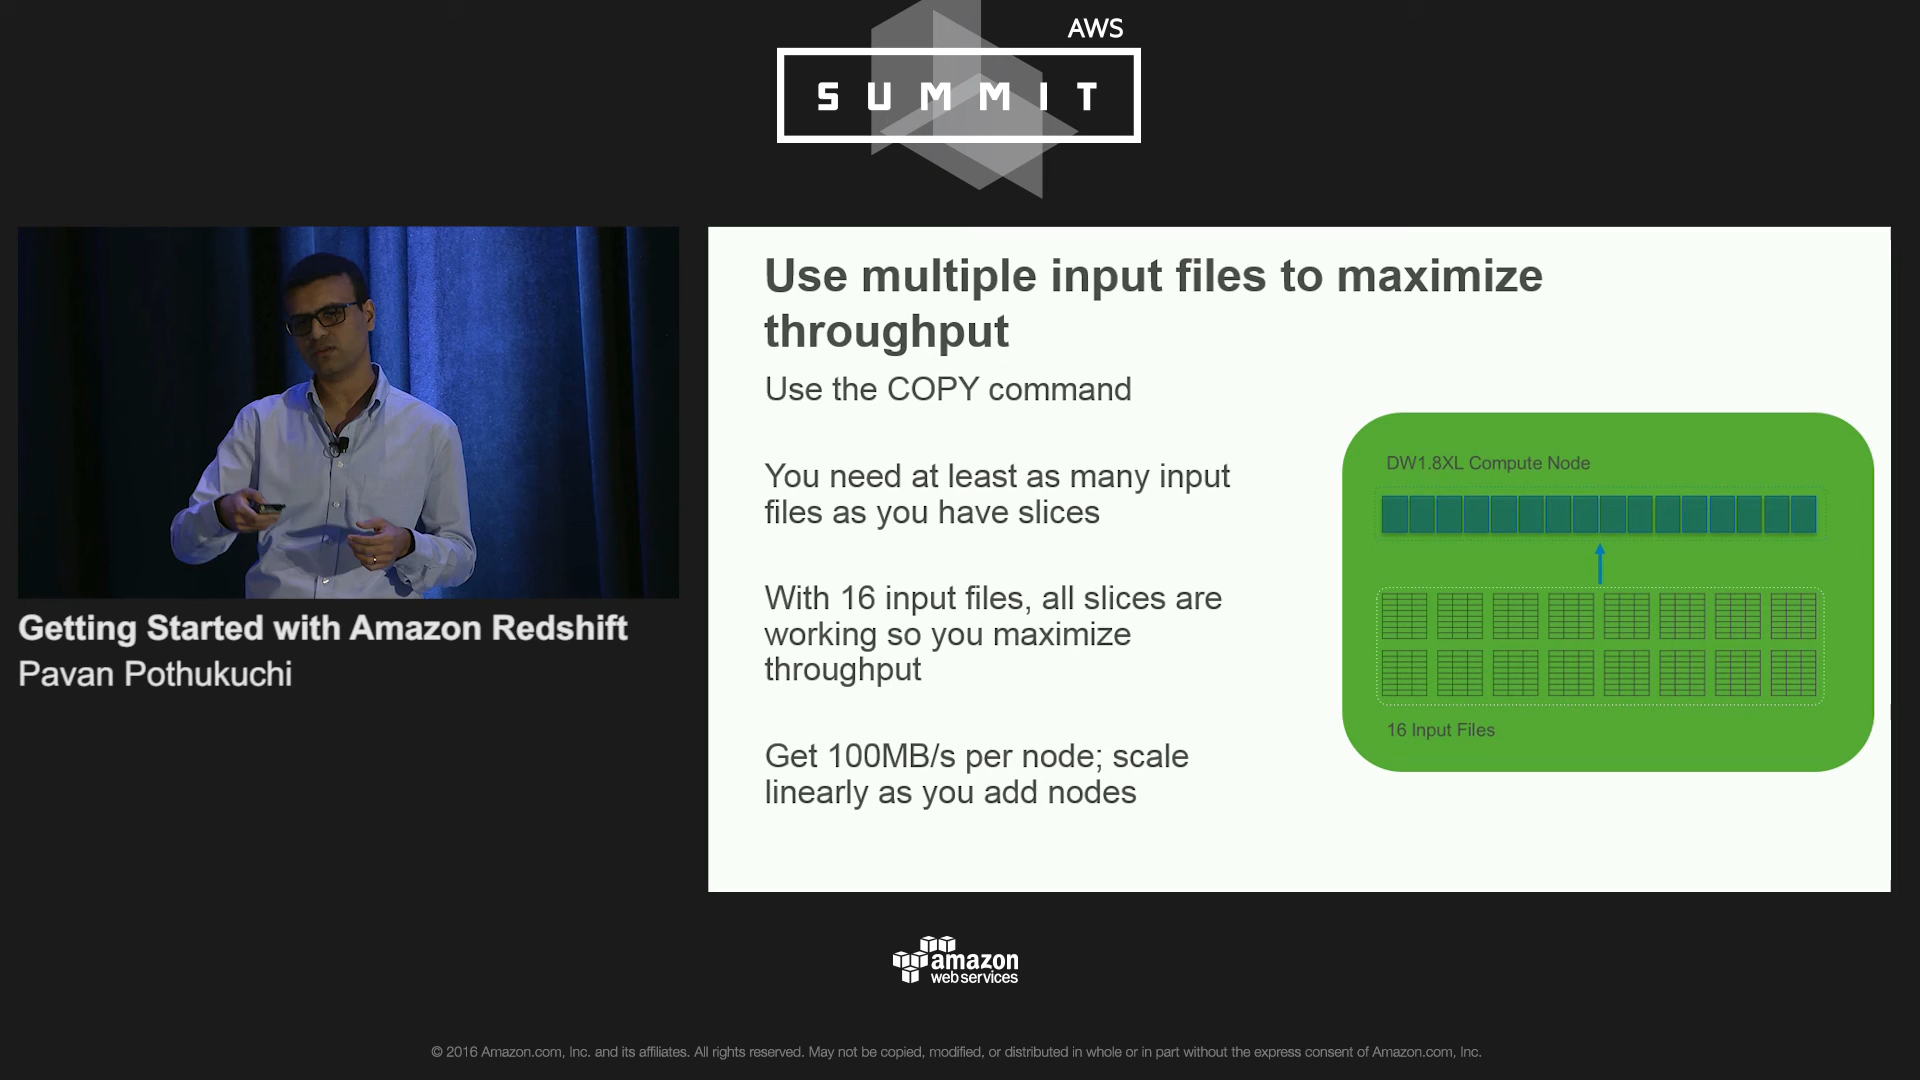 AWS
SUMMIT
Getting Started with Amazon Redshift
Pavan Pothukuchi
Use multiple input files to maximize
throughput
Use the COPY command
You need at least as many input
files as you have slices
With 16 input files, all slices are
working so you maximize
throughput
Get 100MB/s per node; scale
linearly as you add nodes
DW1.8XL Compute Node
16 Input Files
amazon
webservices
© 2016 Amazon.com, Inc. and its affiliates. All rights reserved. May not be copied, modified, or distributed in whole or in part without the express consent of Amazon.com, Inc.